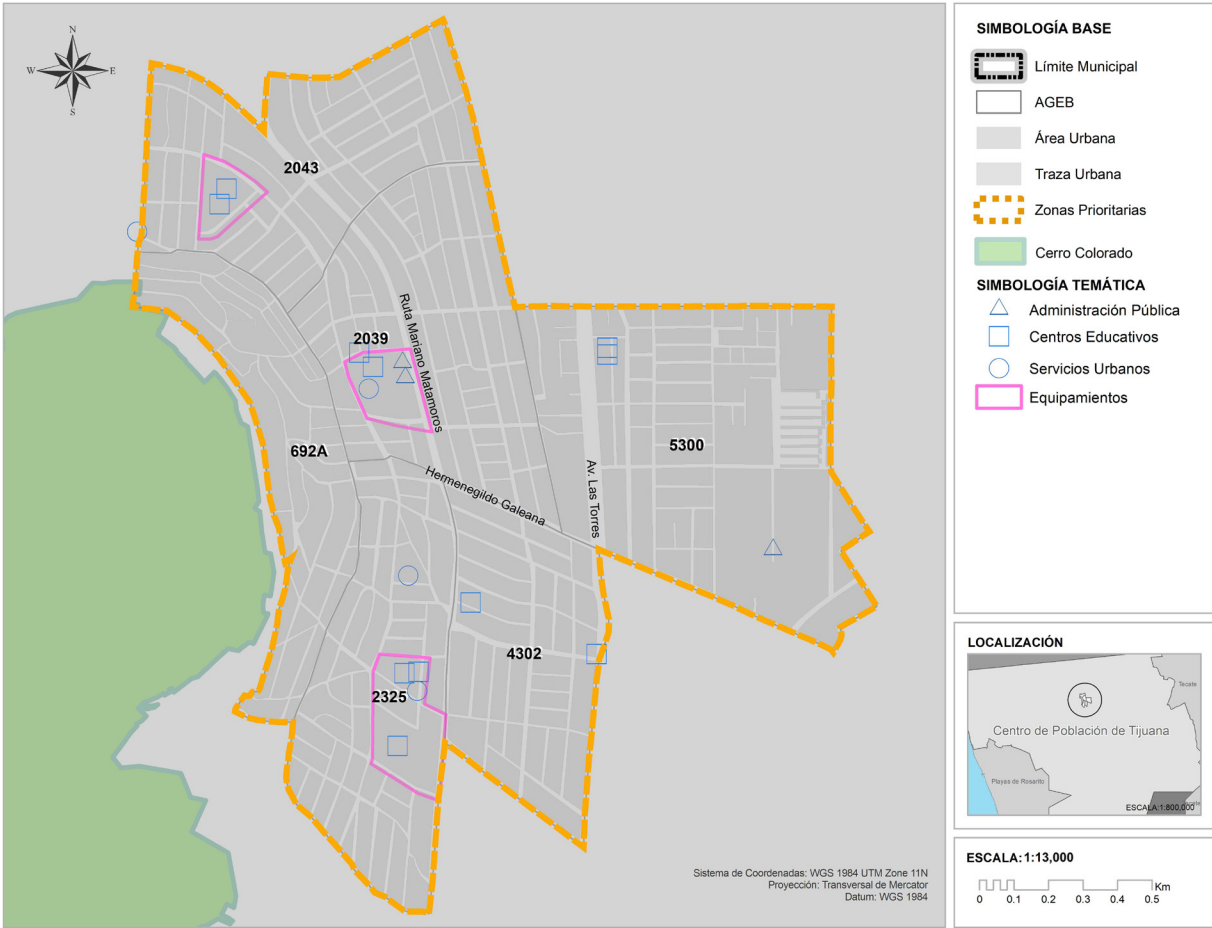 N
W
E
S
2043
2039
Ruta Mariano Matamoros
692A
Hermenegildo Galeana
Av. Las Torres
5300
4302
2325
Sistema de Coordenadas: WGS 1984 UTM Zone 11N
Proyección: Transversal de Mercator
Datum: WGS 1984
SIMBOLOGÍA BASE
Límite Municipal
AGEB
Área Urbana
Traza Urbana
Zonas Prioritarias
Cerro Colorado
SIMBOLOGÍA TEMÁTICA
Administración Pública
Centros Educativos
Servicios Urbanos
Equipamientos
LOCALIZACIÓN
Tecate
Centro de Población de Tijuana
Playas de Rosarito
ESCALA:1:800,000
ESCALA: 1:13,000
Km
0 0.1 0.2 0.3 0.4 0.5